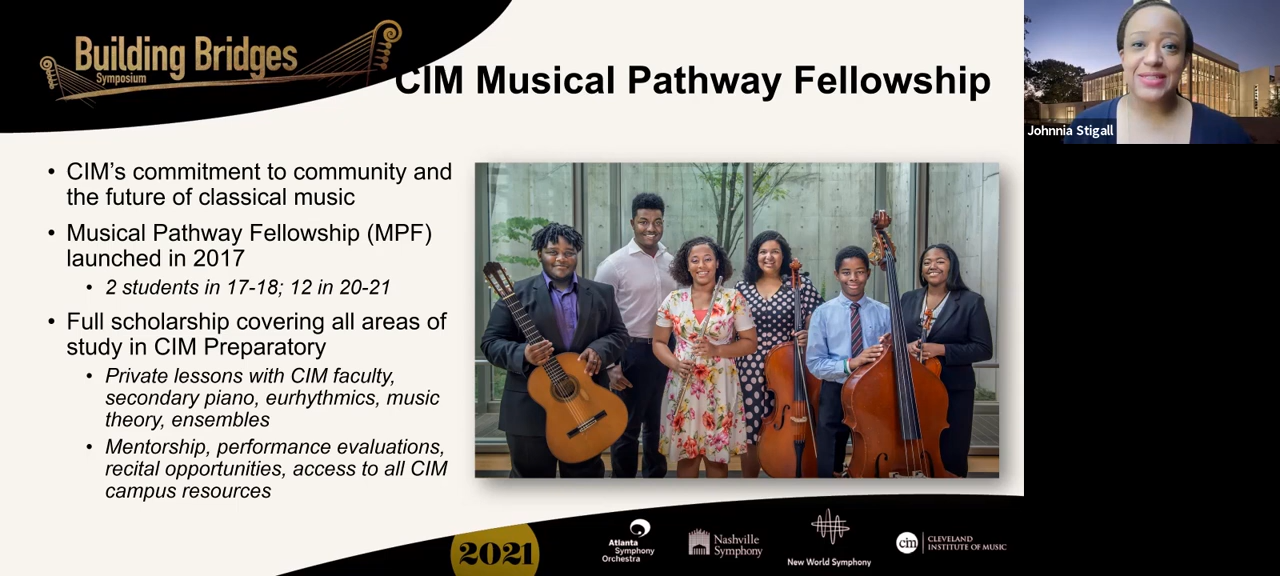 Building Bridges
Symposium
CIM Musical Pathway Fellowship
Johnnia Stigall
• CIM’s commitment to community and
the future of classical music
• Musical Pathway Fellowship (MPF)
launched in 2017
• 2 students in 17-18; 12 in 20-21
• Full scholarship covering all areas of
study in CIM Preparatory
• Private lessons with CIM faculty,
secondary piano, eurhythmics, music
theory, ensembles
• Mentorship, performance evaluations,
recital opportunities, access to all CIM
campus resources
2021
Atlanta
Symphony
Orchestra
Nashville
Symphony
New World Symphony
cim
CLEVELAND
INSTITUTE OF MUSIC